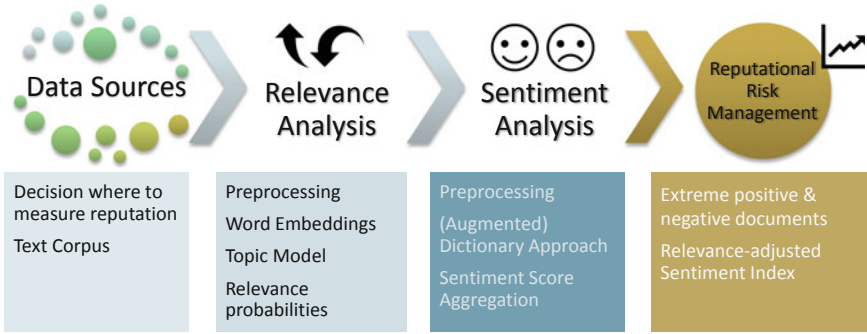 Data Sources
Relevance
Analysis
Sentiment
Analysis
Reputational
Risk
Management
Decision where to
measure reputation
Text Corpus
Preprocessing
Word Embeddings
Topic Model
Relevance
probabilities
Preprocessing
(Augmented)
Dictionary Approach
Sentiment Score
Aggregation
Extreme positive &
negative documents
Relevance-adjusted
Sentiment Index